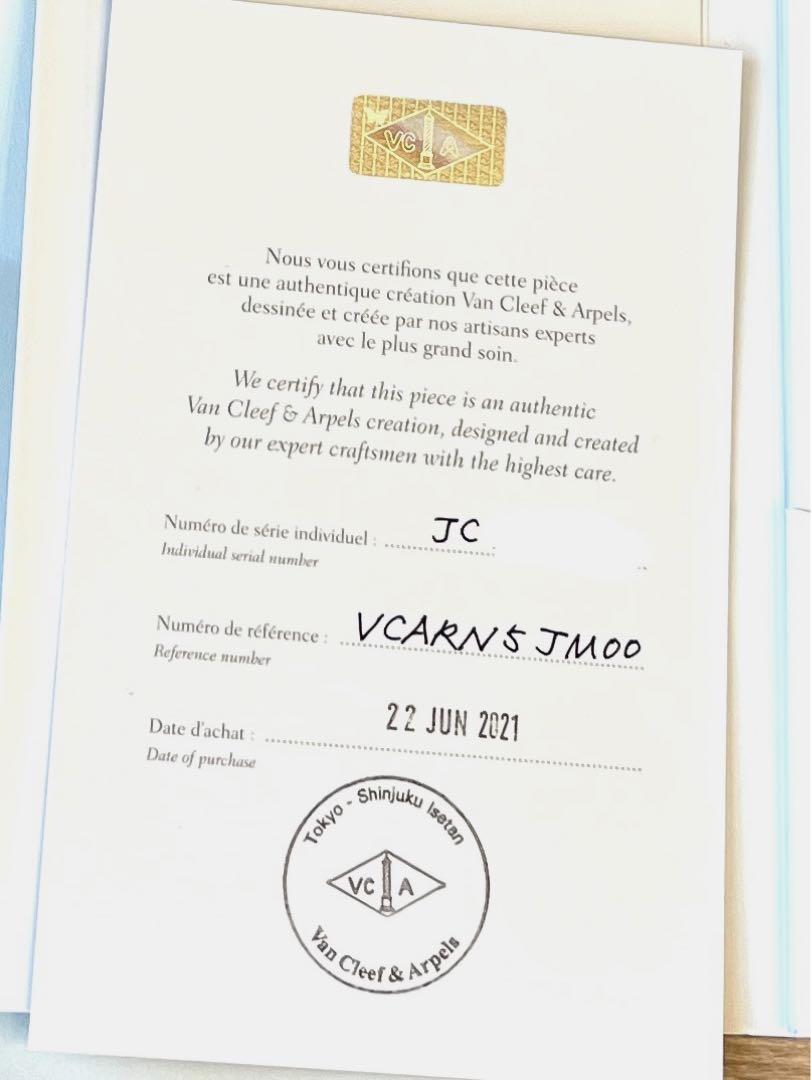 VC A
Nous vous certifions que cette pièce
est une authentique création Van Cleef & Arpels,
dessinée et créée par nos artisans experts
avec le plus grand soin.
We certify that this piece is an authentic
Van Cleef & Arpels creation, designed and created
by our expert craftsmen with the highest care.
Numéro de série individuel : JC
Individual serial number
Numéro de référence : VCARN5JM00
Reference number
Date d'achat : 22 JUN 2021
Date of purchase
Tokyo - Shinjuku Isetan
VC A
Van Cleef & Arpels